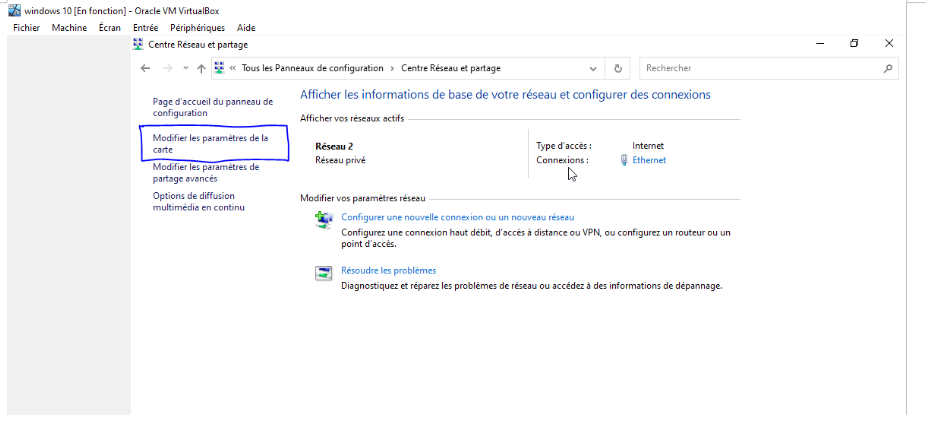 windows 10 [En fonction] - Oracle VM VirtualBox
Fichier Machine Écran Entrée Périphériques Aide
Centre Réseau et partage
« Tous les Panneaux de configuration > Centre Réseau et partage
Rechercher
Page d'accueil du panneau de
configuration
Modifier les paramètres de la
carte
Modifier les paramètres de
partage avancés
Options de diffusion
multimédia en continu
Afficher les informations de base de votre réseau et configurer des connexions
Afficher vos réseaux actifs
Réseau 2
Réseau privé
Type d'accès : Internet
Connexions : Ethernet
Modifier vos paramètres réseau
Configurer une nouvelle connexion ou un nouveau réseau
Configurez une connexion haut débit, d'accès à distance ou VPN, ou configurez un routeur ou un
point d'accès.
Résoudre les problèmes
Diagnostiquez et réparez les problèmes de réseau ou accédez à des informations de dépannage.